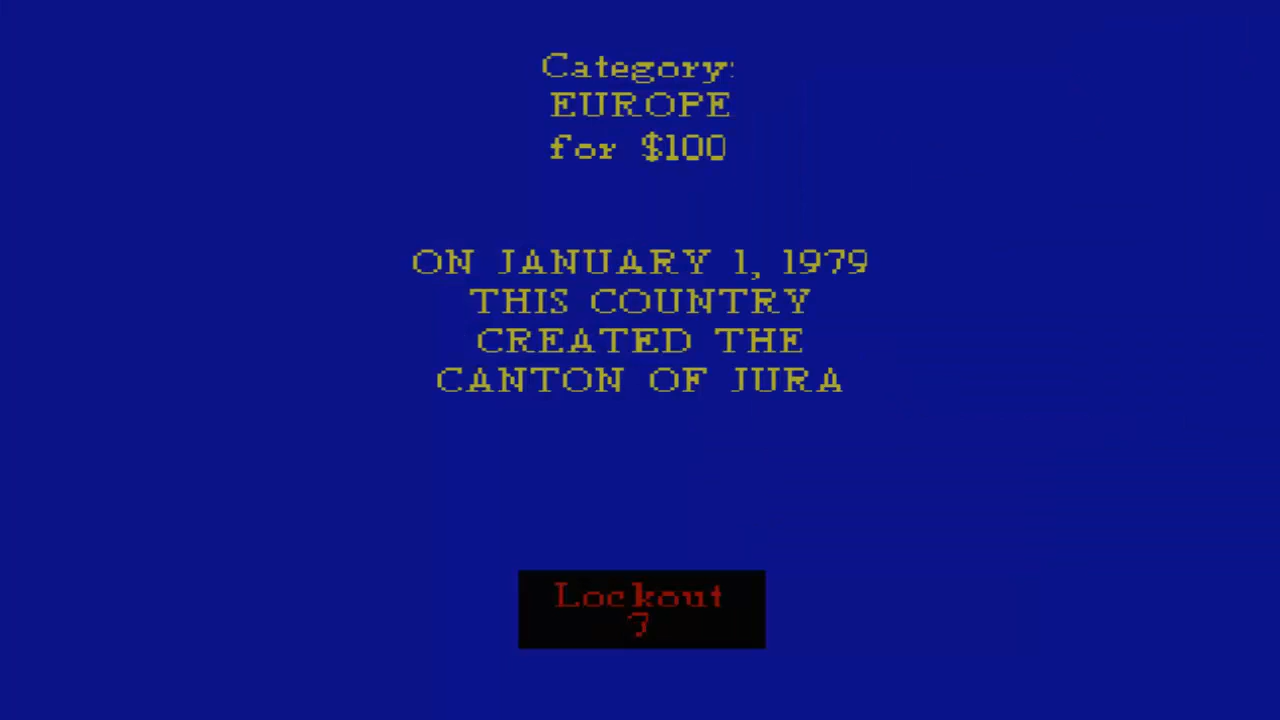 Category:
EUROPE
for $100
ON JANUARY 1, 1979
THIS COUNTRY
CREATED THE
CANTON OF JURA
Lockout
7